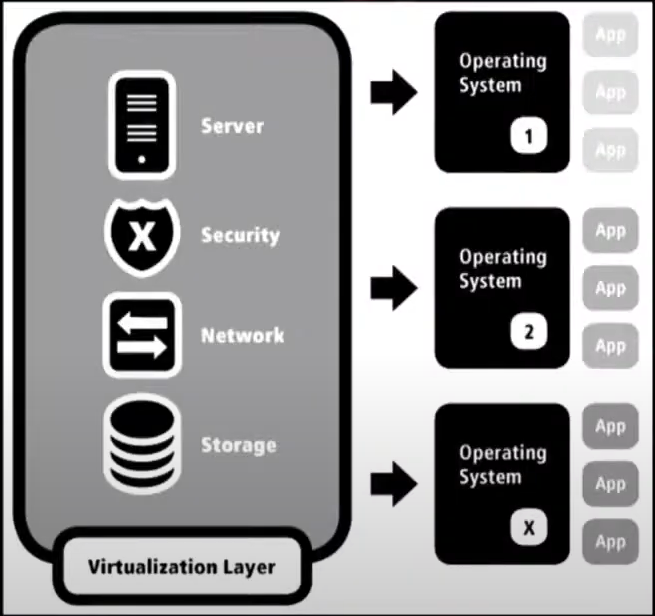 Server
X
Security
Network
Storage
Virtualization Layer
Operating
System
1
App
App
App
Operating
System
2
App
App
App
Operating
System
X
App
App
App